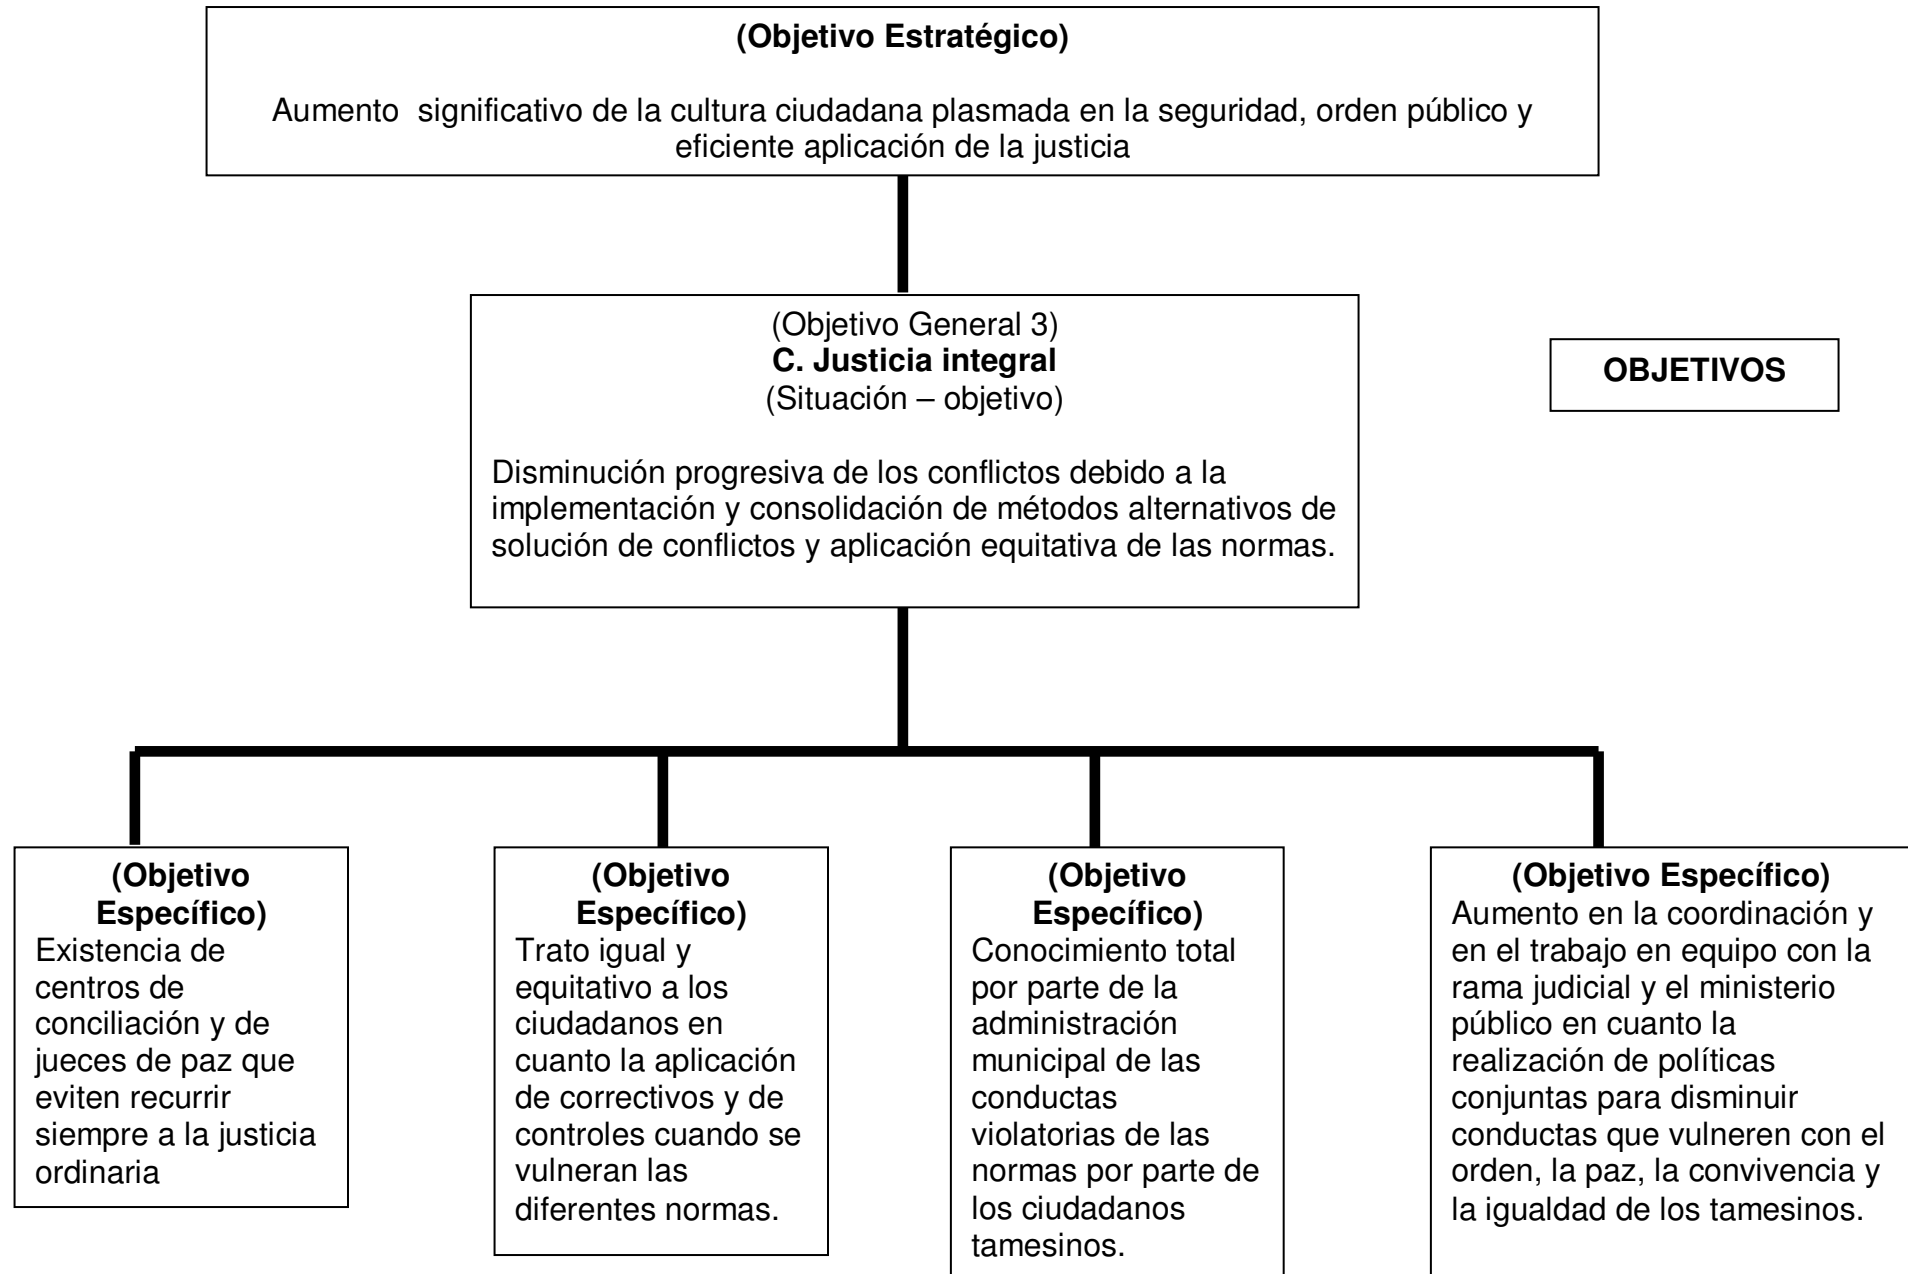 (Objetivo Estratégico)
Aumento  significativo de la cultura ciudadana plasmada en la seguridad, orden público y
eficiente aplicación de la justicia
(Objetivo General 3)
C. Justicia integral
(Situación – objetivo)
Disminución progresiva de los conflictos debido a la
implementación y consolidación de métodos alternativos de
solución de conflictos y aplicación equitativa de las normas.
OBJETIVOS
(Objetivo
Específico)
Existencia de
centros de
conciliación y de
jueces de paz que
eviten recurrir
siempre a la justicia
ordinaria
(Objetivo
Específico)
Trato igual y
equitativo a los
ciudadanos en
cuanto la aplicación
de correctivos y de
controles cuando se
vulneran las
diferentes normas.
(Objetivo
Específico)
Conocimiento total
por parte de la
administración
municipal de las
conductas
violatorias de las
normas por parte de
los ciudadanos
tamesinos.
(Objetivo Específico)
Aumento en la coordinación y
en el trabajo en equipo con la
rama judicial y el ministerio
público en cuanto la
realización de políticas
conjuntas para disminuir
conductas que vulneren con el
orden, la paz, la convivencia y
la igualdad de los tamesinos.